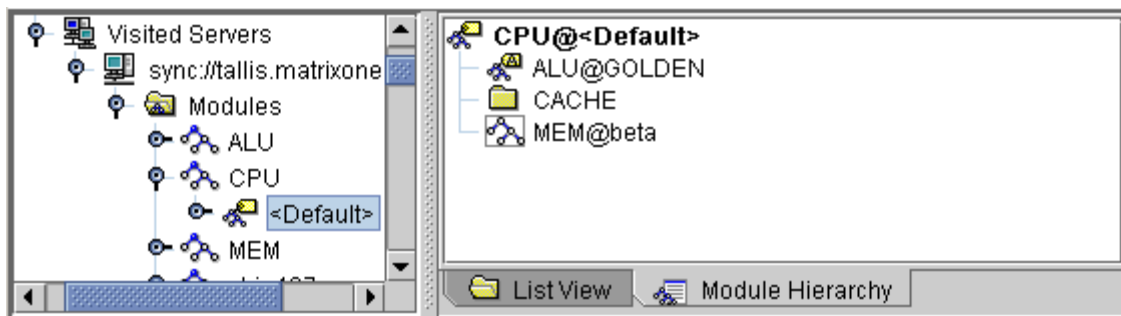 Visited Servers
sync://tallis.matrixone
Modules
ALU
CPU
<Default>
MEM
CPU@<Default>
ALU@GOLDEN
CACHE
MEM@beta
List View
Module Hierarchy